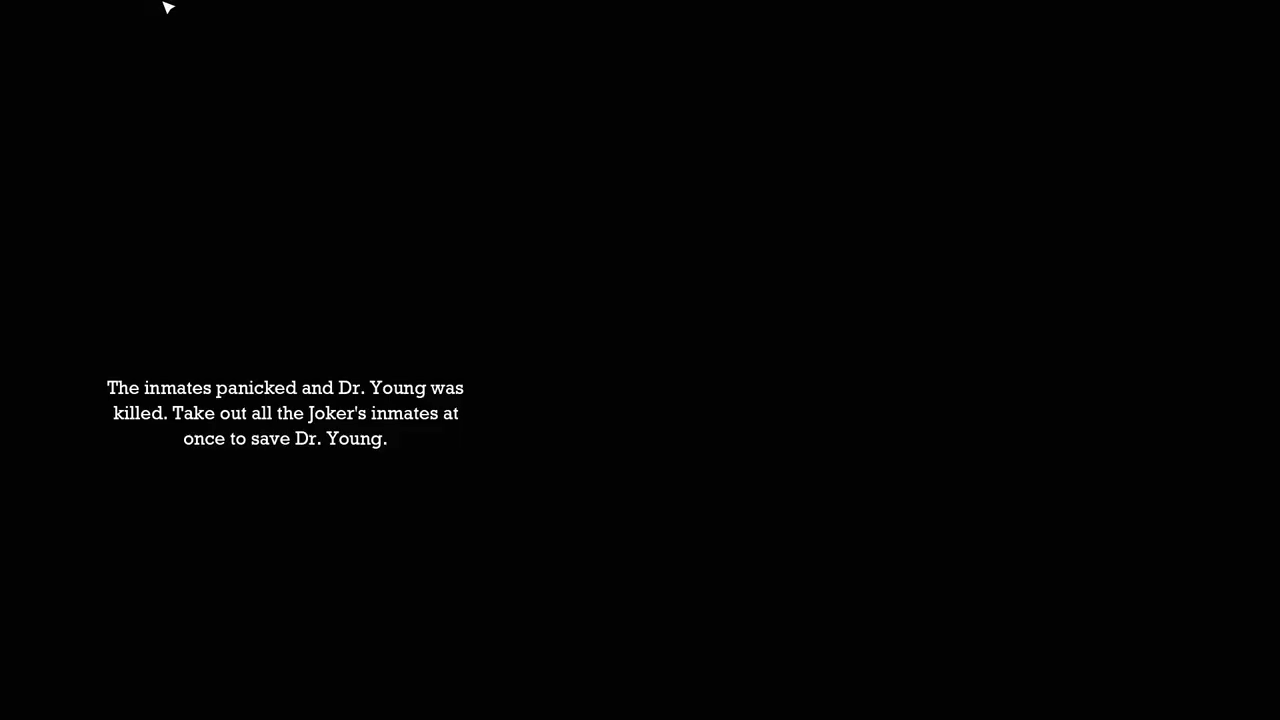 The inmates panicked and Dr. Young was
killed. Take out all the Joker's inmates at
once to save Dr. Young.